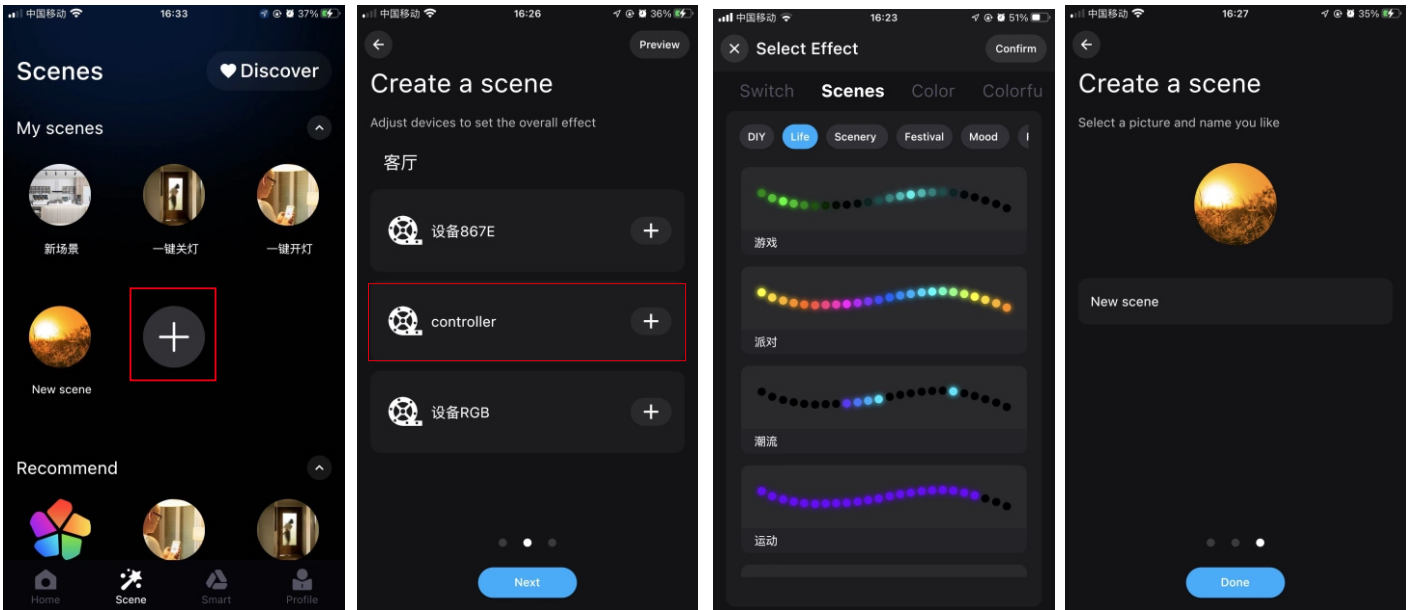 中国移动 16:33 37%
Scenes Discover
My scenes
新场景 一键关灯 一键开灯
New scene
Recommend
Home Scene Smart Profile
中国移动 16:26 36%
Preview
Create a scene
Adjust devices to set the overall effect
客厅
设备867E
controller
设备RGB
Next
中国移动 16:23 51%
Select Effect Confirm
Switch Scenes Color Colorfu
DIY Life Scenery Festival Mood
游戏
派对
潮流
运动
中国移动 16:27 35%
Create a scene
Select a picture and name you like
New scene
Done